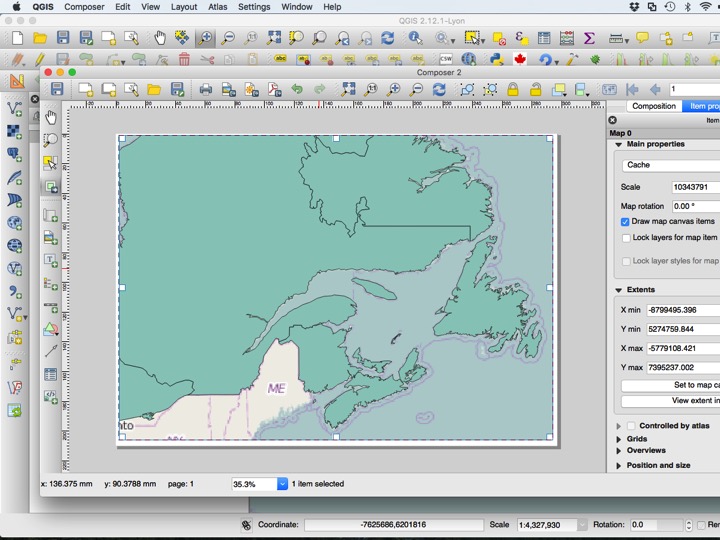 QGIS Composer Edit View Layout Atlas Settings Window Help
QGIS 2.12.1-Lyon
Composer 2
Composition
Item pro
Item
Map 0
Main properties
Cache
Scale 10343791
Map rotation 0.00 °
Draw map canvas items
Lock layers for map item
Lock layer styles for map
Extents
X min -8799495.396
Y min 5274759.844
X max -5779108.421
Y max 7395237.002
Set to map ca
View extent in
Controlled by atlas
Grids
Overviews
Position and size
ME
nto
x: 136.375 mm y: 90.3788 mm page: 1 35.3% 1 item selected
Coordinate: -7625686,6201816 Scale 1:4,327,930 Rotation: 0.0 Ren